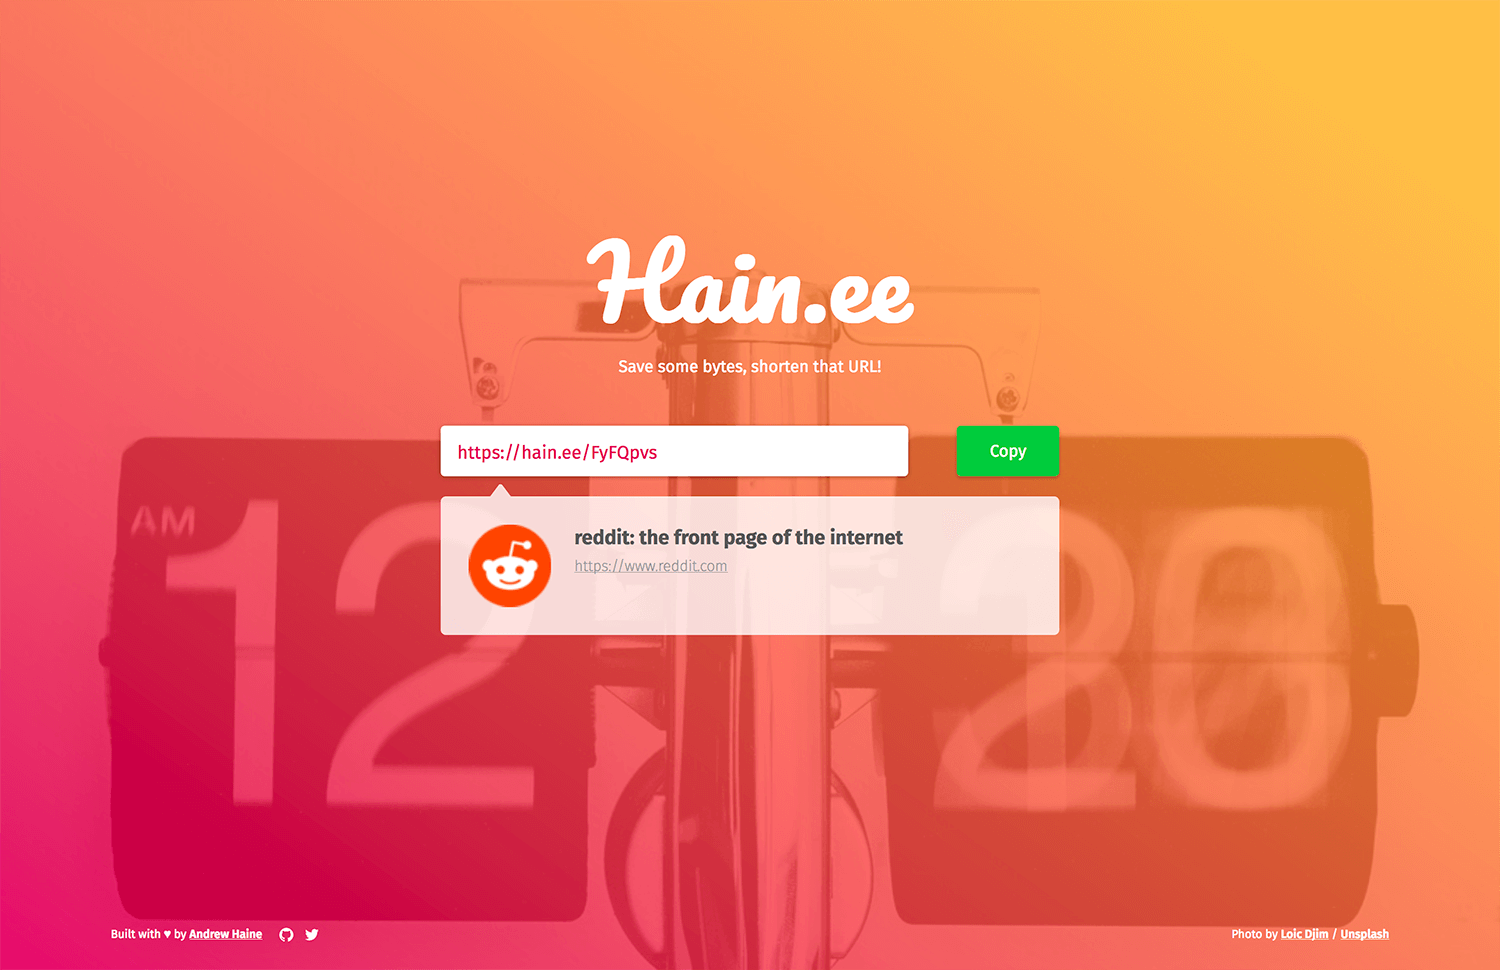 Hain.ee
Save some bytes, shorten that URL!
https://hain.ee/FyFQpvs
Copy
reddit: the front page of the internet
https://www.reddit.com
AM
12
Built with ♥ by Andrew Haine
Photo by Loic Djim / Unsplash